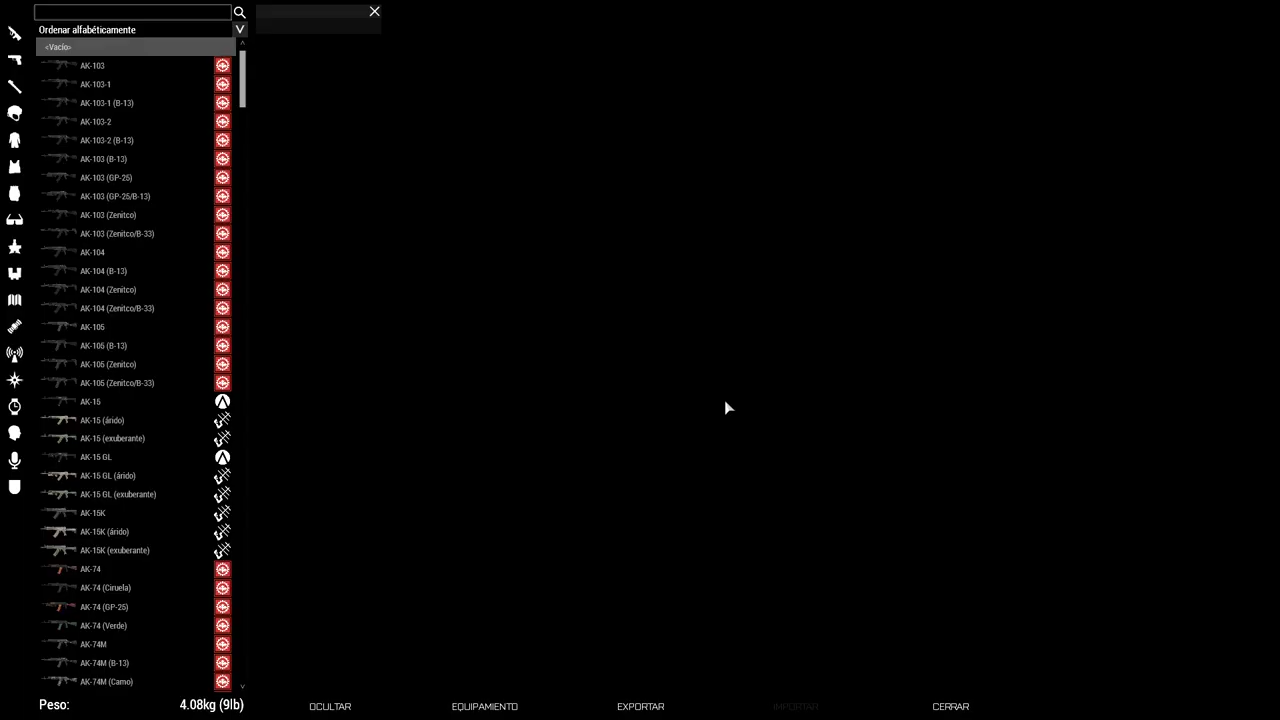 Ordenar alfabéticamente
<Vacío>
AK-103
AK-103-1
AK-103-1 (B-13)
AK-103-2
AK-103-2 (B-13)
AK-103 (B-13)
AK-103 (GP-25)
AK-103 (GP-25/B-13)
AK-103 (Zenitco)
AK-103 (Zenitco/B-33)
AK-104
AK-104 (B-13)
AK-104 (Zenitco)
AK-104 (Zenitco/B-33)
AK-105
AK-105 (B-13)
AK-105 (Zenitco)
AK-105 (Zenitco/B-33)
AK-15
AK-15 (árido)
AK-15 (exuberante)
AK-15 GL
AK-15 GL (árido)
AK-15 GL (exuberante)
AK-15K
AK-15K (árido)
AK-15K (exuberante)
AK-74
AK-74 (Ciruela)
AK-74 (GP-25)
AK-74 (Verde)
AK-74M
AK-74M (B-13)
AK-74M (Camo)
Peso: 4.08kg (9lb)
OCULTAR EQUIPAMIENTO EXPORTAR IMPORTAR CERRAR